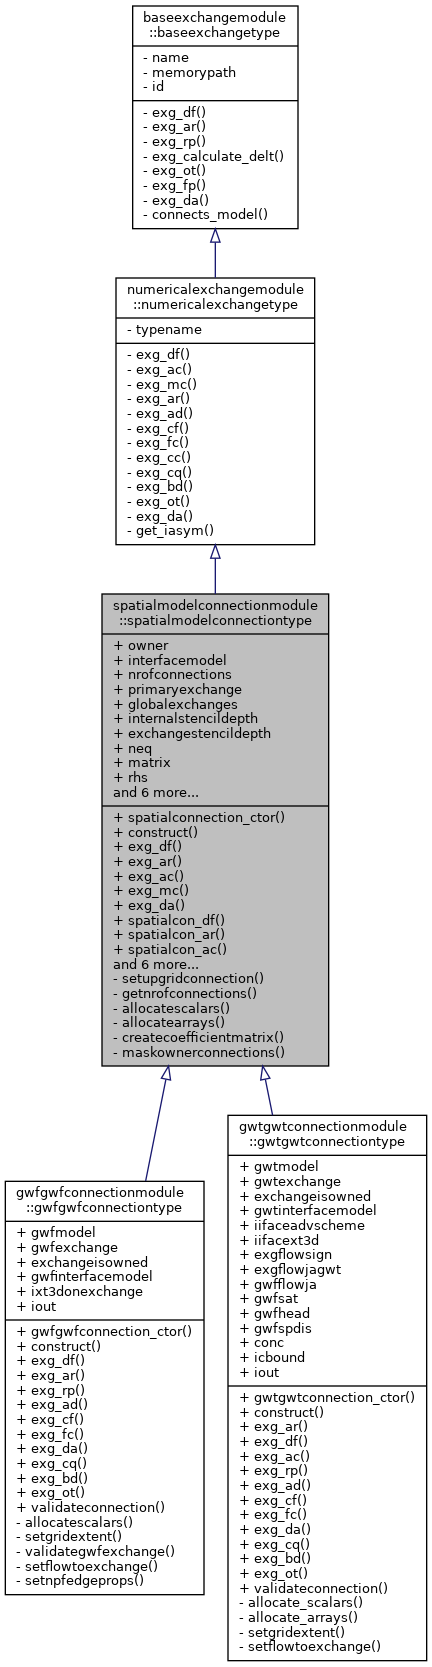 baseexchangemodule
::baseexchangetype
- name
- memorypath
- id
- exg_df()
- exg_ar()
- exg_rp()
- exg_calculate_delt()
- exg_ot()
- exg_fp()
- exg_da()
- connects_model()
numericalexchangemodule
::numericalexchangetype
- typename
- exg_df()
- exg_ac()
- exg_mc()
- exg_ar()
- exg_ad()
- exg_cf()
- exg_fc()
- exg_cc()
- exg_cq()
- exg_bd()
- exg_ot()
- exg_da()
- get_iasym()
spatialmodelconnectionmodule
::spatialmodelconnectiontype
+ owner
+ interfacemodel
+ nrofconnections
+ primaryexchange
+ globalexchanges
+ internalstencildepth
+ exchangestencildepth
+ neq
+ matrix
+ rhs
and 6 more...
+ spatialconnection_ctor()
+ construct()
+ exg_df()
+ exg_ar()
+ exg_ac()
+ exg_mc()
+ exg_da()
+ spatialcon_df()
+ spatialcon_ar()
+ spatialcon_ac()
and 6 more...
- setupgridconnection()
- getnrofconnections()
- allocatescalars()
- allocatearrays()
- createcoefficientmatrix()
- maskownerconnections()
gwfgwfconnectionmodule
::gwfgwfconnectiontype
+ gwfmodel
+ gwfexchange
+ exchangeisowned
+ gwfinterfacemodel
+ ixt3donexchange
+ iout
+ gwfgwfconnection_ctor()
+ construct()
+ exg_df()
+ exg_ar()
+ exg_rp()
+ exg_ad()
+ exg_cf()
+ exg_fc()
+ exg_da()
+ exg_cq()
+ exg_bd()
+ exg_ot()
+ validateconnection()
- allocatescalars()
- setgridextent()
- validategwfexchange()
- setflowtoexchange()
- setnpfedgeprops()
gwtgwtconnectionmodule
::gwtgwtconnectiontype
+ gwtmodel
+ gwtexchange
+ exchangeisowned
+ gwtinterfacemodel
+ iifaceadvscheme
+ iifacext3d
+ exgflowsign
+ exgflowjagwt
+ gwfflowja
+ gwfsat
+ gwfhead
+ gwfspdis
+ conc
+ icbound
+ iout
+ gwtgwtconnection_ctor()
+ construct()
+ exg_ar()
+ exg_df()
+ exg_ac()
+ exg_rp()
+ exg_ad()
+ exg_cf()
+ exg_fc()
+ exg_da()
+ exg_cq()
+ exg_bd()
+ exg_ot()
+ validateconnection()
- allocate_scalars()
- allocate_arrays()
- setgridextent()
- setflowtoexchange()